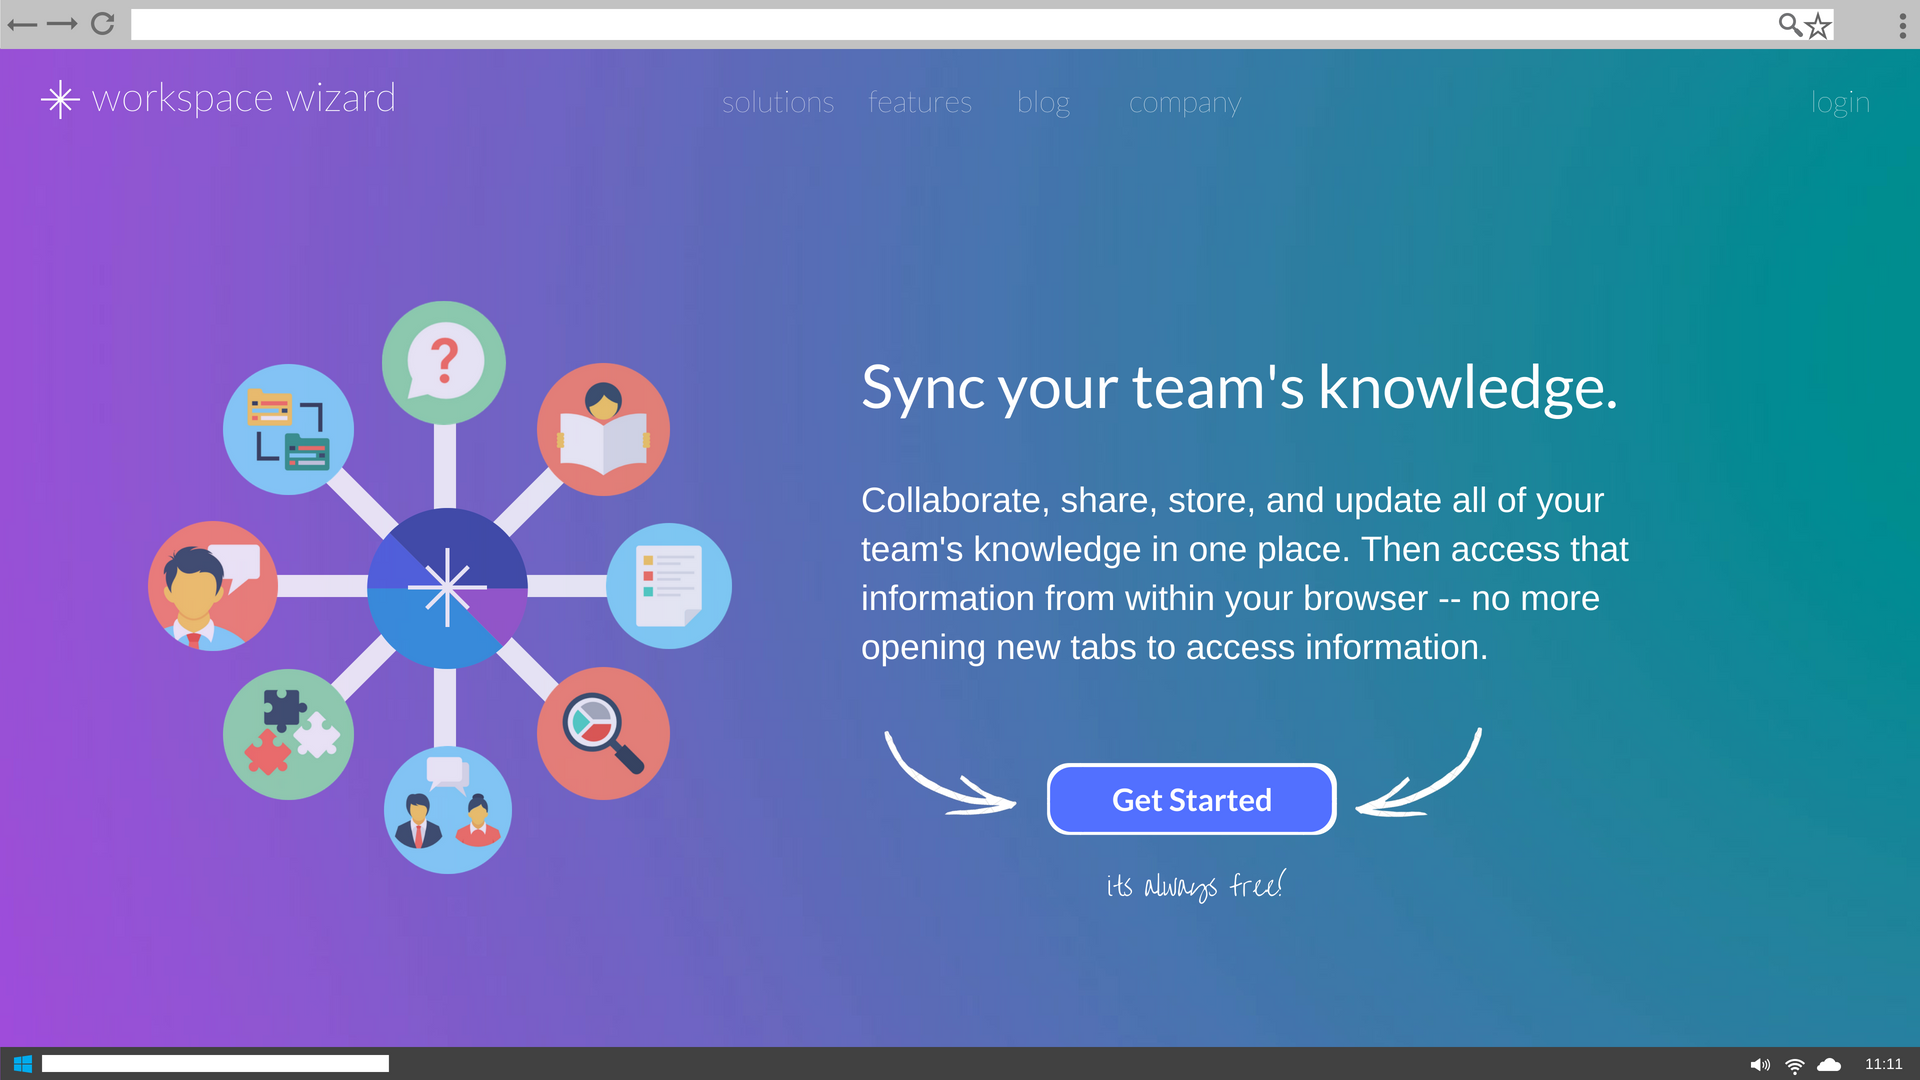 workspace wizard
solutions features blog company login
?
Sync your team's knowledge.
Collaborate, share, store, and update all of your
team's knowledge in one place. Then access that
information from within your browser -- no more
opening new tabs to access information.
Get Started
its always free!
11:11